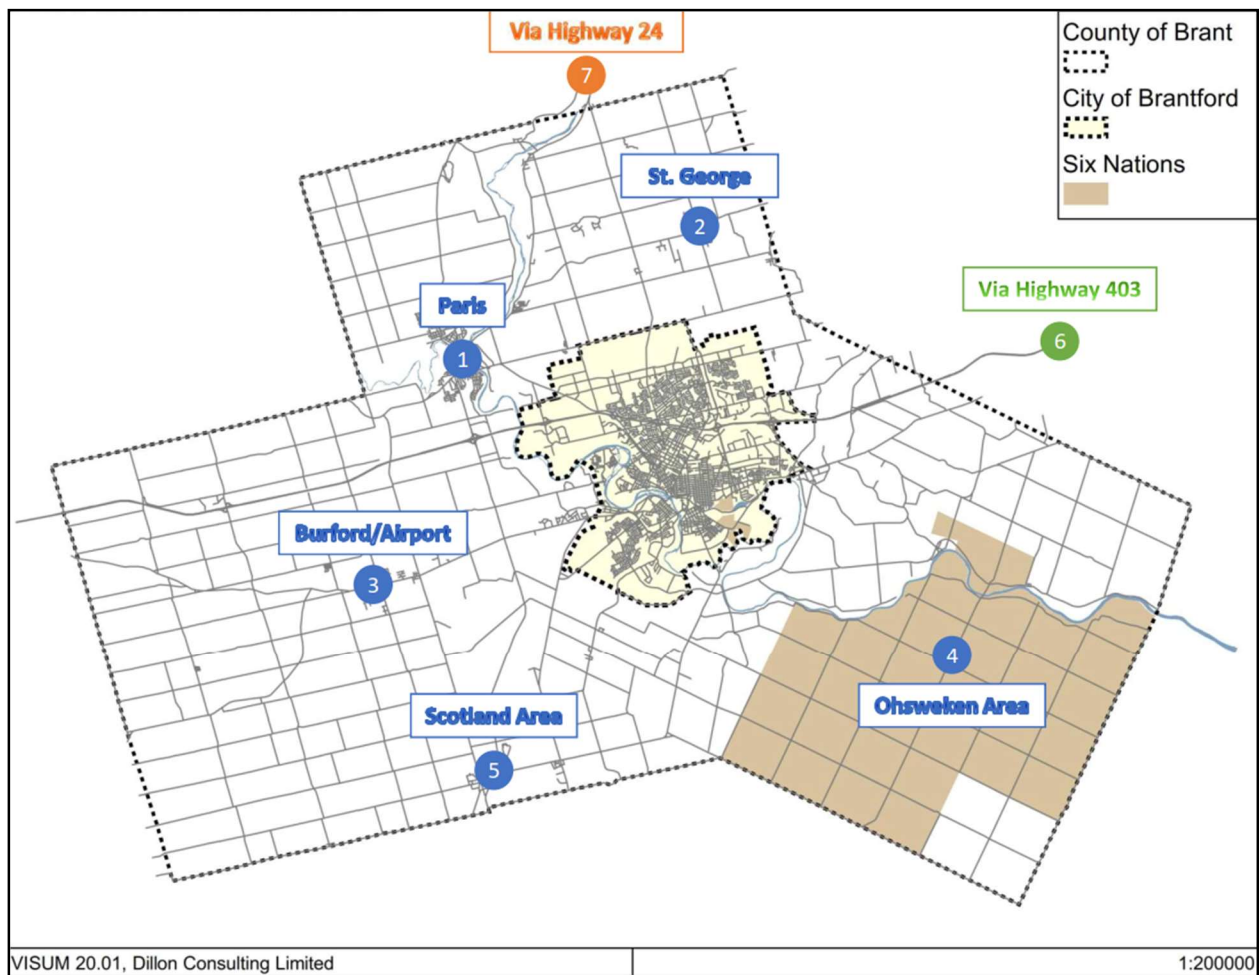 Via Highway 24
7
County of Brant
City of Brantford
Six Nations
St. George
2
Via Highway 403
6
Paris
1
Burford/Airport
3
4
Ohsweken Area
Scotland Area
5
VISUM 20.01, Dillon Consulting Limited
1:200000